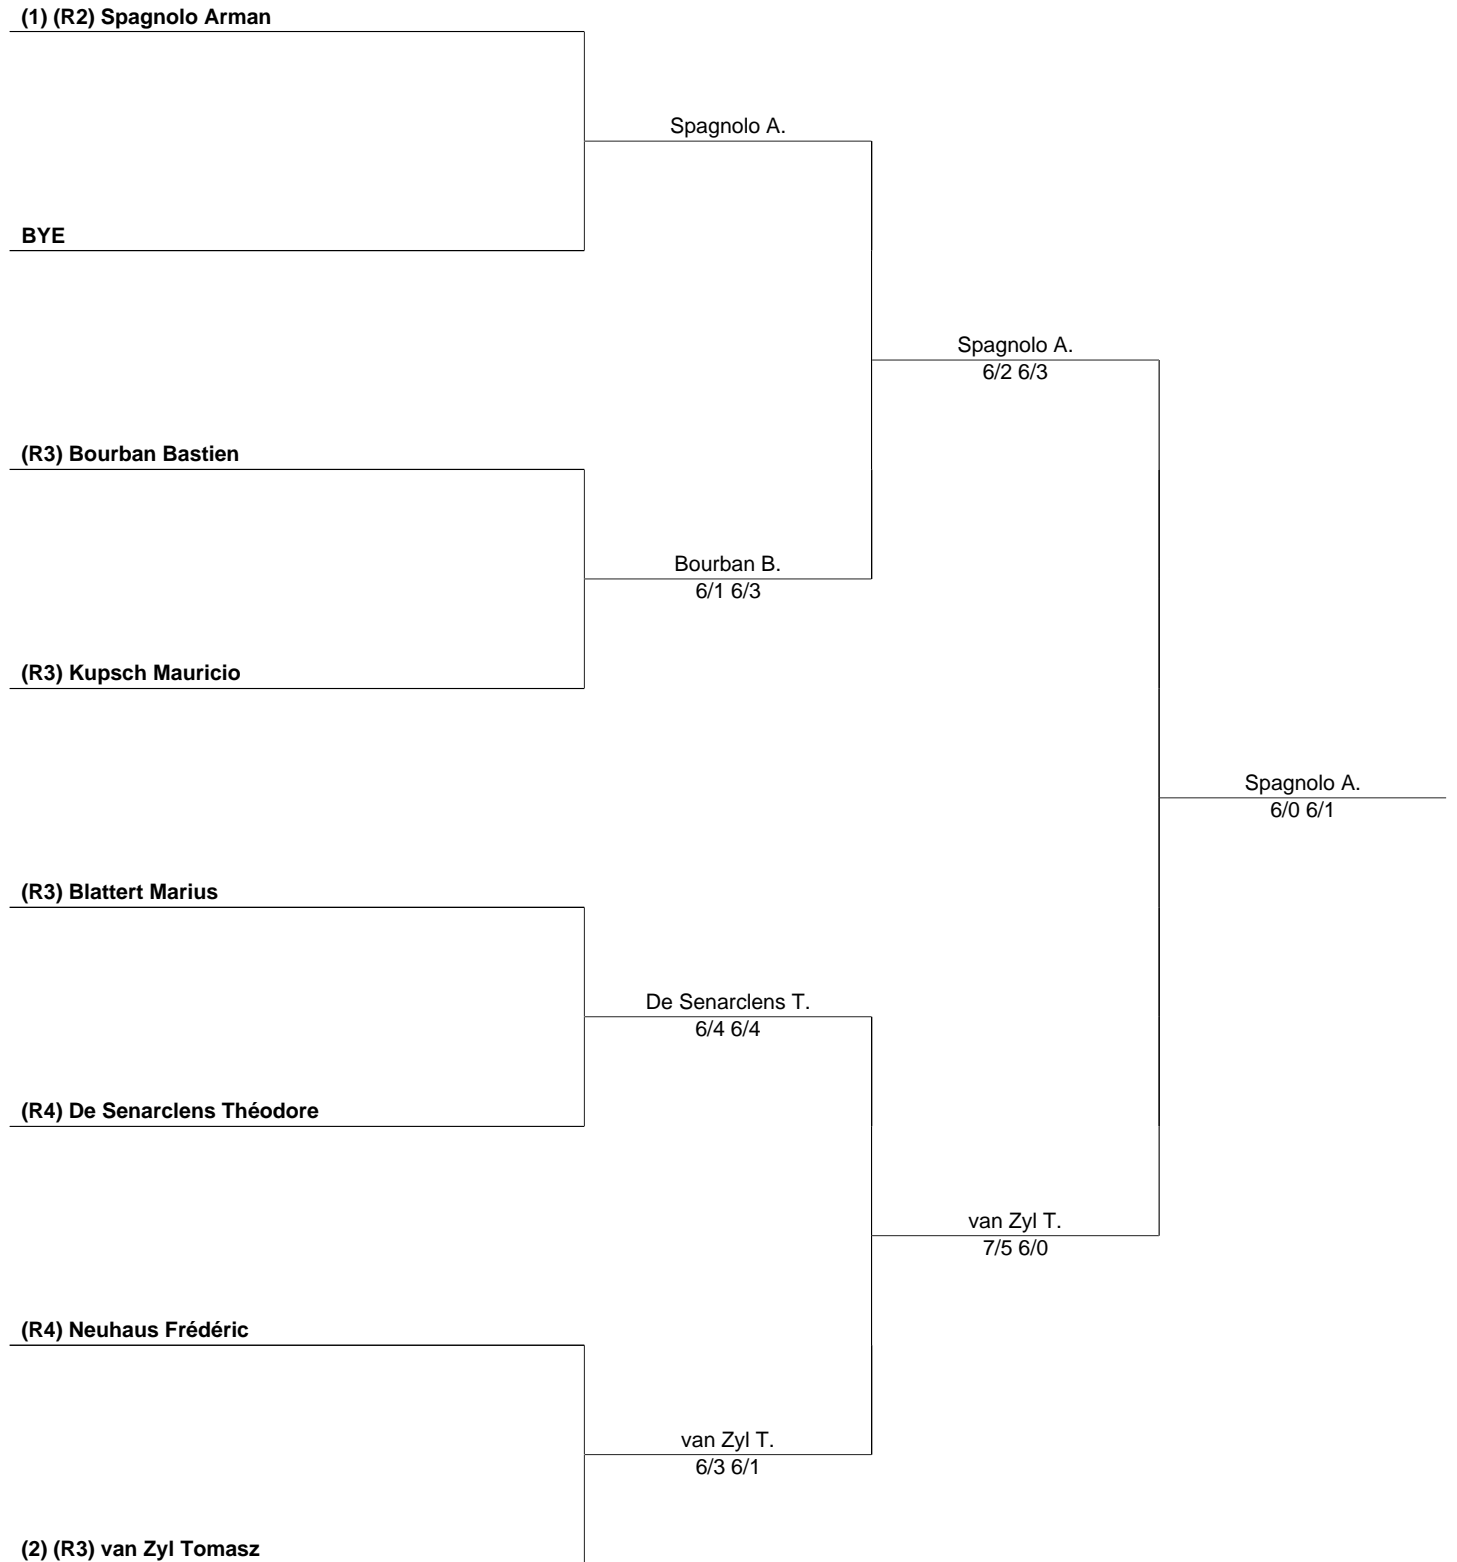 (1) (R2) Spagnolo Arman
Spagnolo A.
BYE
Spagnolo A.
6/2 6/3
(R3) Bourban Bastien
Bourban B.
6/1 6/3
(R3) Kupsch Mauricio
Spagnolo A.
6/0 6/1
(R3) Blattert Marius
De Senarclens T.
6/4 6/4
(R4) De Senarclens Théodore
van Zyl T.
7/5 6/0
(R4) Neuhaus Frédéric
van Zyl T.
6/3 6/1
(2) (R3) van Zyl Tomasz